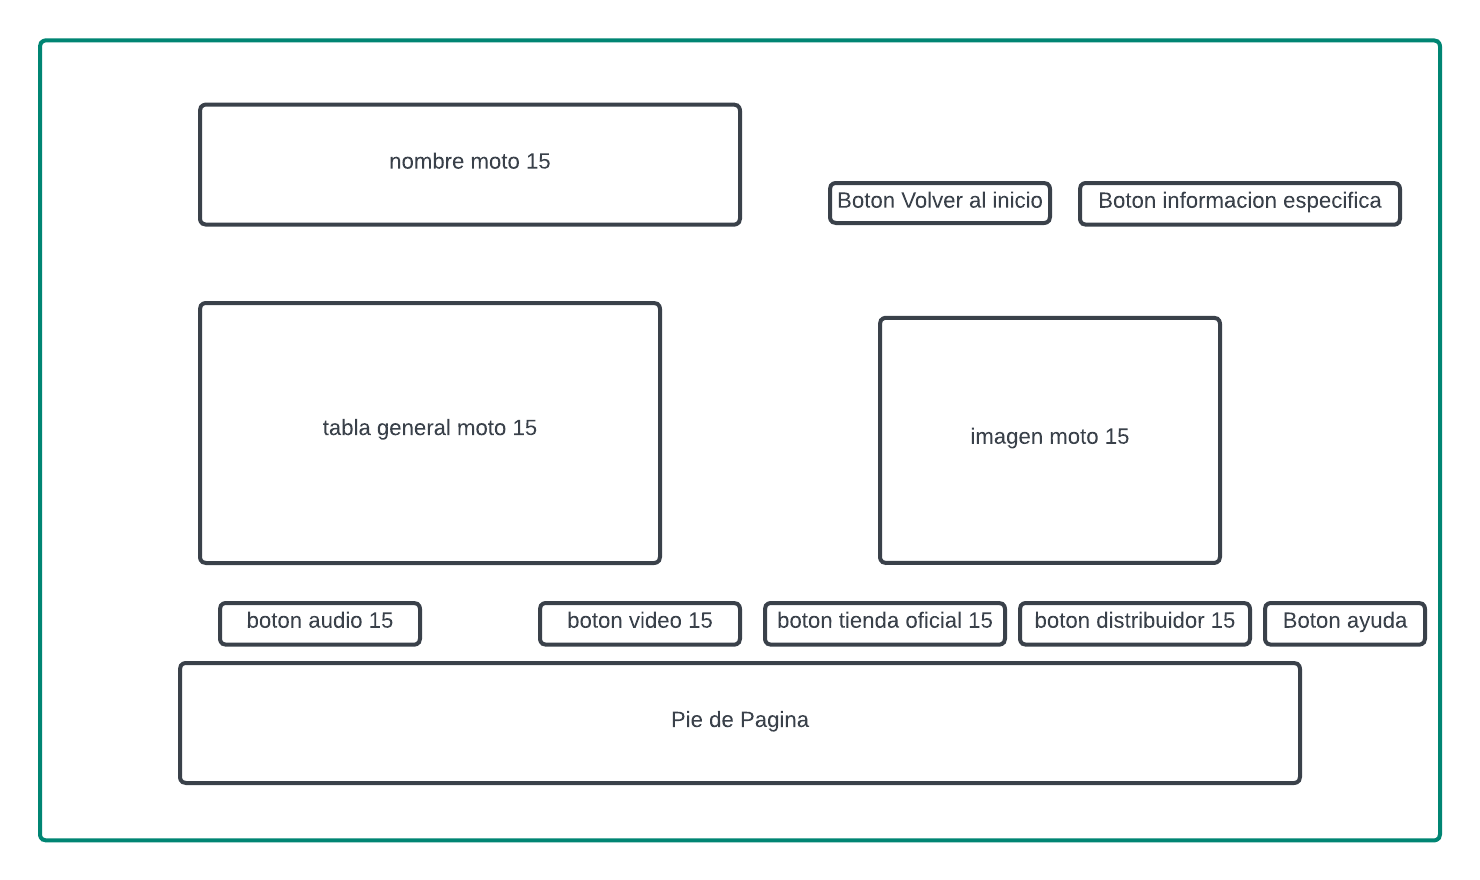 nombre moto 15
Boton Volver al inicio
Boton informacion especifica
tabla general moto 15
imagen moto 15
boton audio 15
boton video 15
boton tienda oficial 15
boton distribuidor 15
Boton ayuda
Pie de Pagina